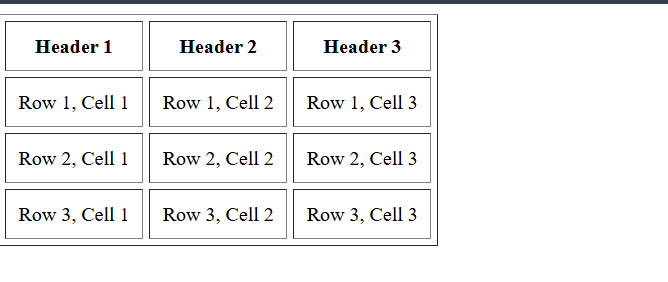 Header 1 Header 2 Header 3
Row 1, Cell 1 Row 1, Cell 2 Row 1, Cell 3
Row 2, Cell 1 Row 2, Cell 2 Row 2, Cell 3
Row 3, Cell 1 Row 3, Cell 2 Row 3, Cell 3